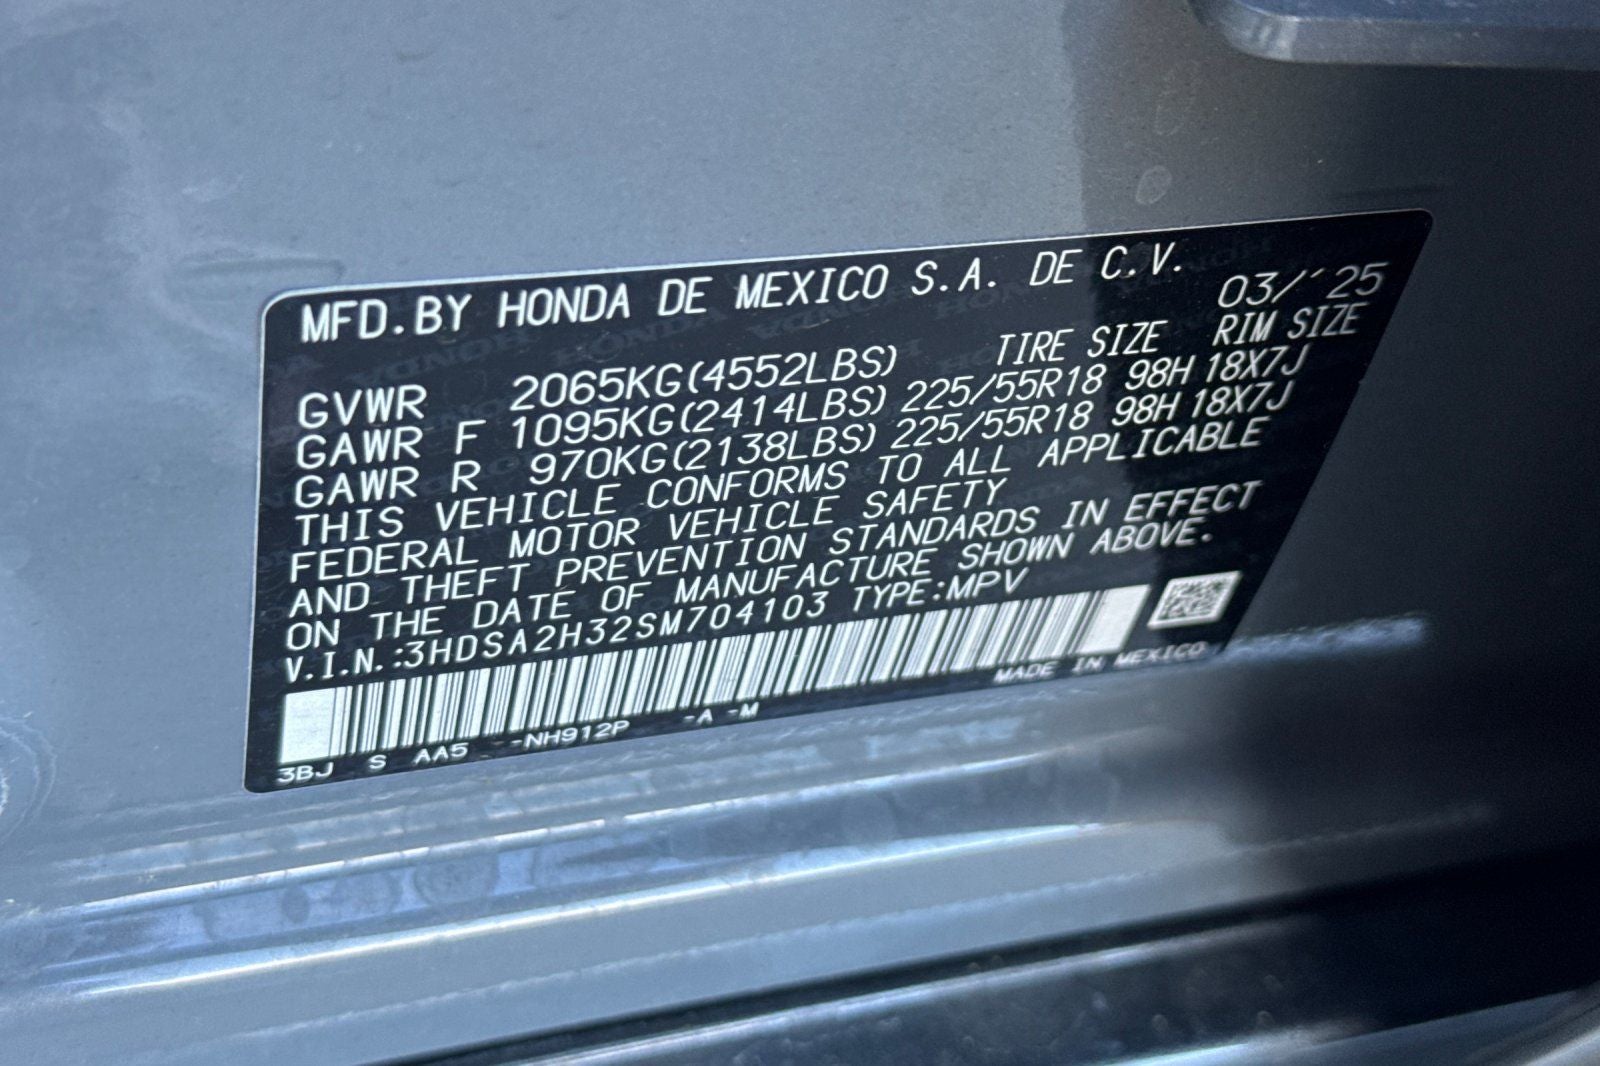 MFD.BY HONDA DE MEXICO S.A. DE C.V.
03/´25
TIRE SIZE RIM SIZE
GVWR 2065KG(4552LBS)
GAWR F 1095KG(2414LBS) 225/55R18 98H 18X7J
GAWR R 970KG(2138LBS) 225/55R18 98H 18X7J
THIS VEHICLE CONFORMS TO ALL APPLICABLE
FEDERAL MOTOR VEHICLE SAFETY
AND THEFT PREVENTION STANDARDS IN EFFECT
ON THE DATE OF MANUFACTURE SHOWN ABOVE.
V.I.N.:3HDSA2H32SM704103 TYPE:MPV
MADE IN MEXICO
3BJ S AA5 -NH912P -A -M